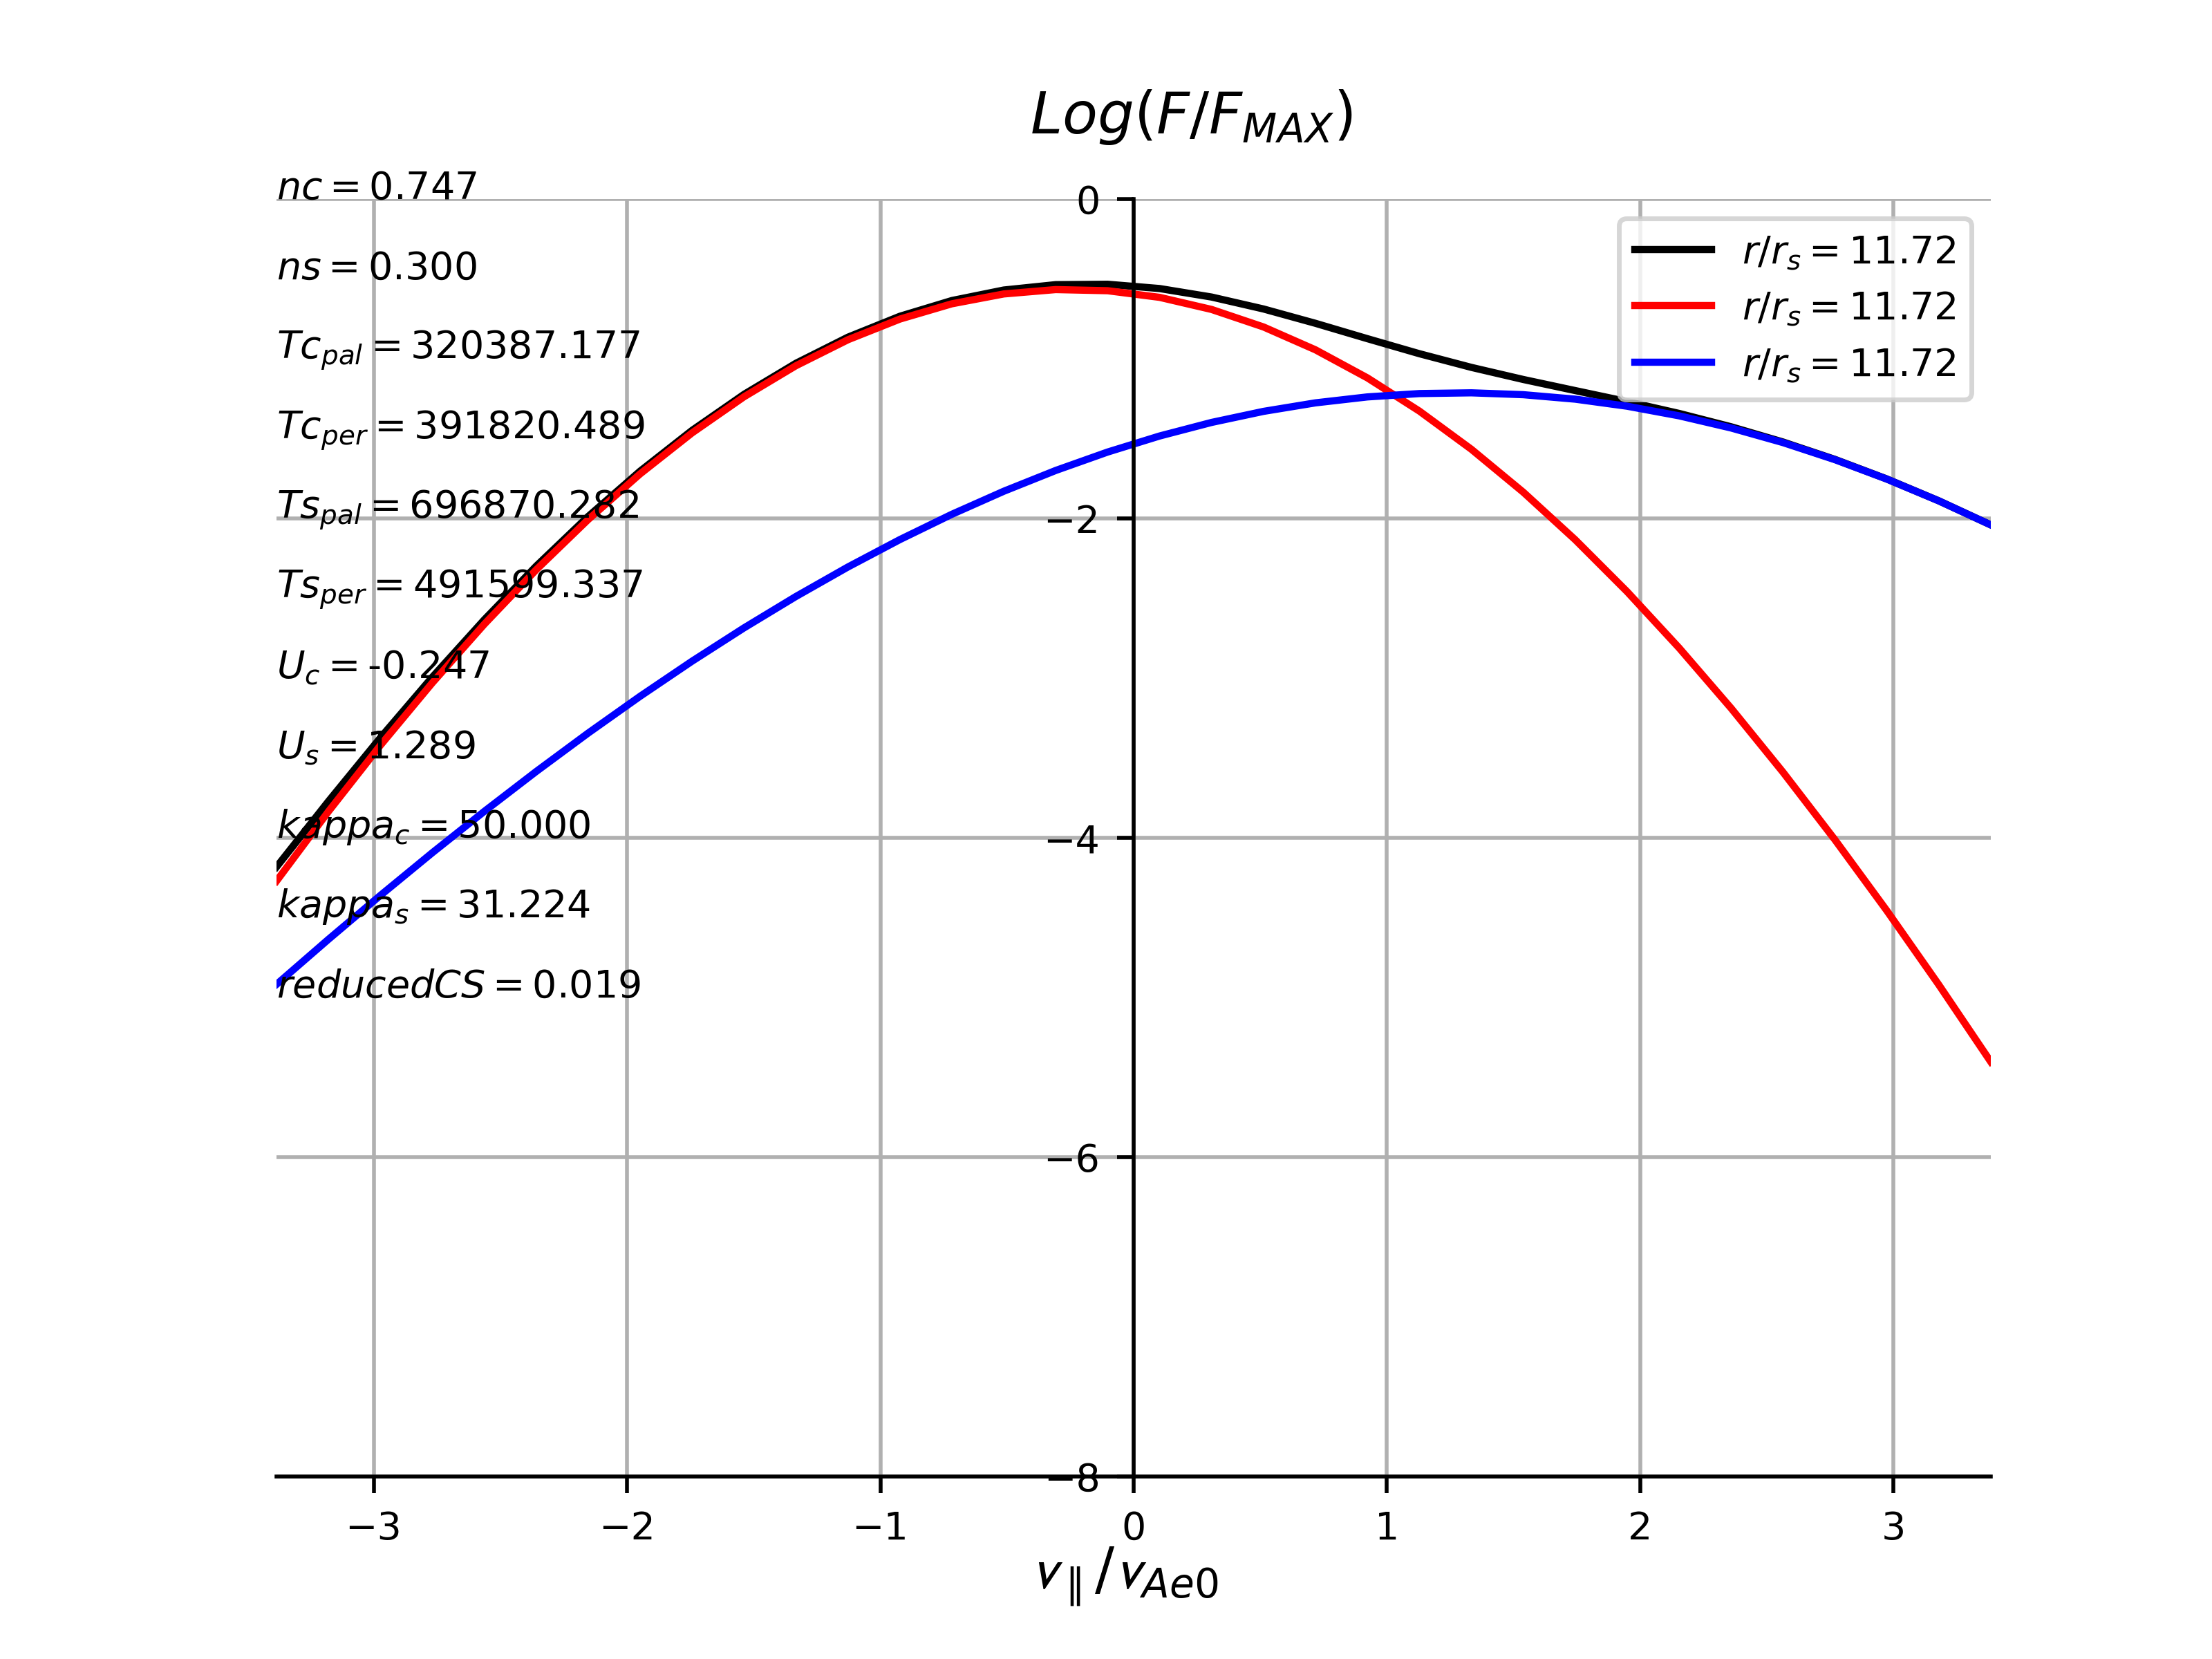 Log(F/F_MAX)
nc = 0.747
ns = 0.300
Tc_pal = 320387.177
Tc_per = 391820.489
Ts_pal = 696870.282
Ts_per = 491599.337
U_c = -0.247
U_s = 1.289
kappa_c = 50.000
kappa_s = 31.224
reducedCS = 0.019
0
−2
−4
−6
−8
r/r_s = 11.72
r/r_s = 11.72
r/r_s = 11.72
−3 −2 −1 0 1 2 3
v_∥/v_Ae0